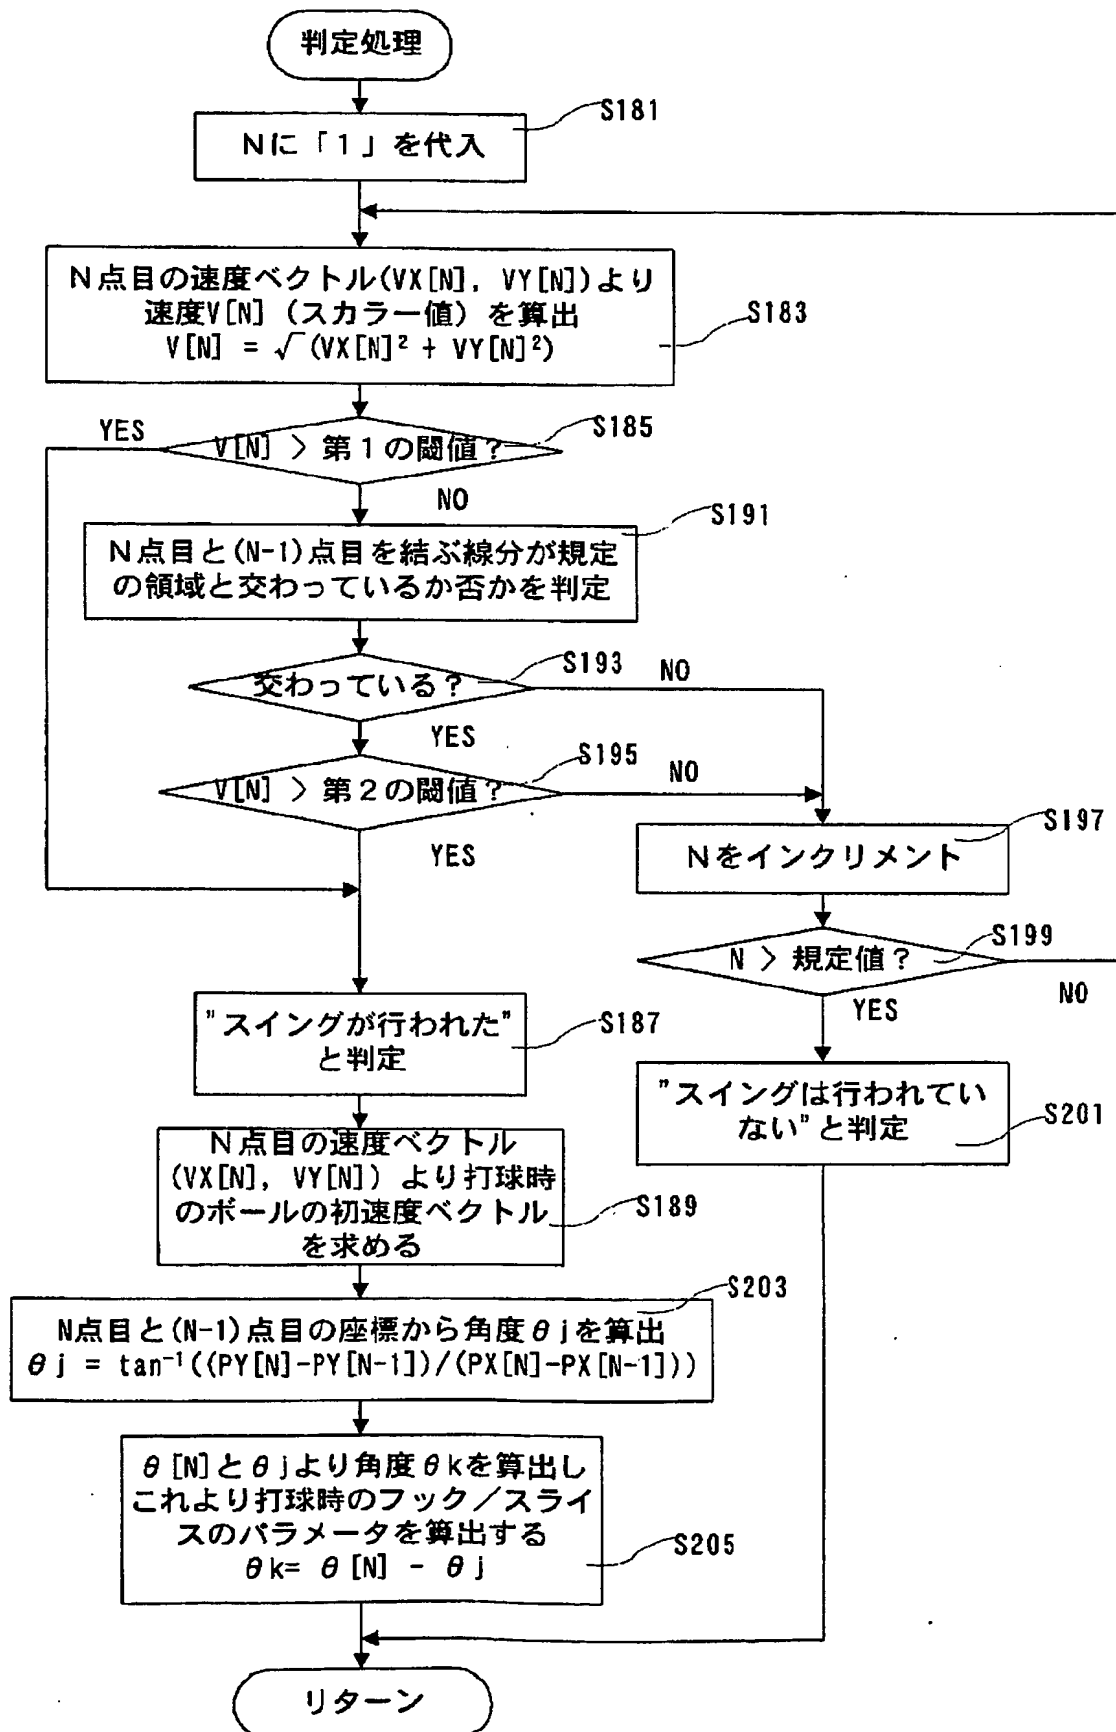 判定処理
S181
Nに「1」を代入
N点目の速度ベクトル(VX[N], VY[N])より
速度V[N](スカラー値)を算出
V[N] = √(VX[N]² + VY[N]²)
S183
YES
V[N] > 第1の閾値?
S185
NO
S191
N点目と(N-1)点目を結ぶ線分が規定
の領域と交わっているか否かを判定
交わっている?
S193
NO
YES
V[N] > 第2の閾値?
S195
NO
YES
S197
Nをインクリメント
N > 規定値?
S199
NO
YES
"スイングが行われた"
と判定
S187
"スイングは行われてい
ない"と判定
S201
N点目の速度ベクトル
(VX[N], VY[N])より打球時
のボールの初速度ベクトル
を求める
S189
S203
N点目と(N-1)点目の座標から角度θjを算出
θj = tan⁻¹((PY[N]-PY[N-1])/(PX[N]-PX[N-1]))
θ[N]とθjより角度θkを算出し
これより打球時のフック/スライ
スのパラメータを算出する
θk= θ[N] - θj
S205
リターン